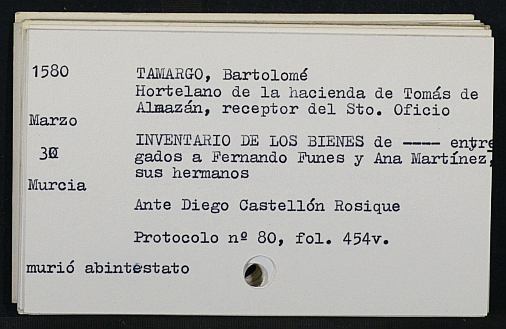 1580
TAMARGO, Bartolomé
Hortelano de la hacienda de Tomás de
Almazán, receptor del Sto. Oficio
Marzo
INVENTARIO DE LOS BIENES de ---- entre
30
gados a Fernando Funes y Ana Martínez,
sus hermanos
Murcia
Ante Diego Castellón Rosique
Protocolo nº 80, fol. 454v.
murió abintestato